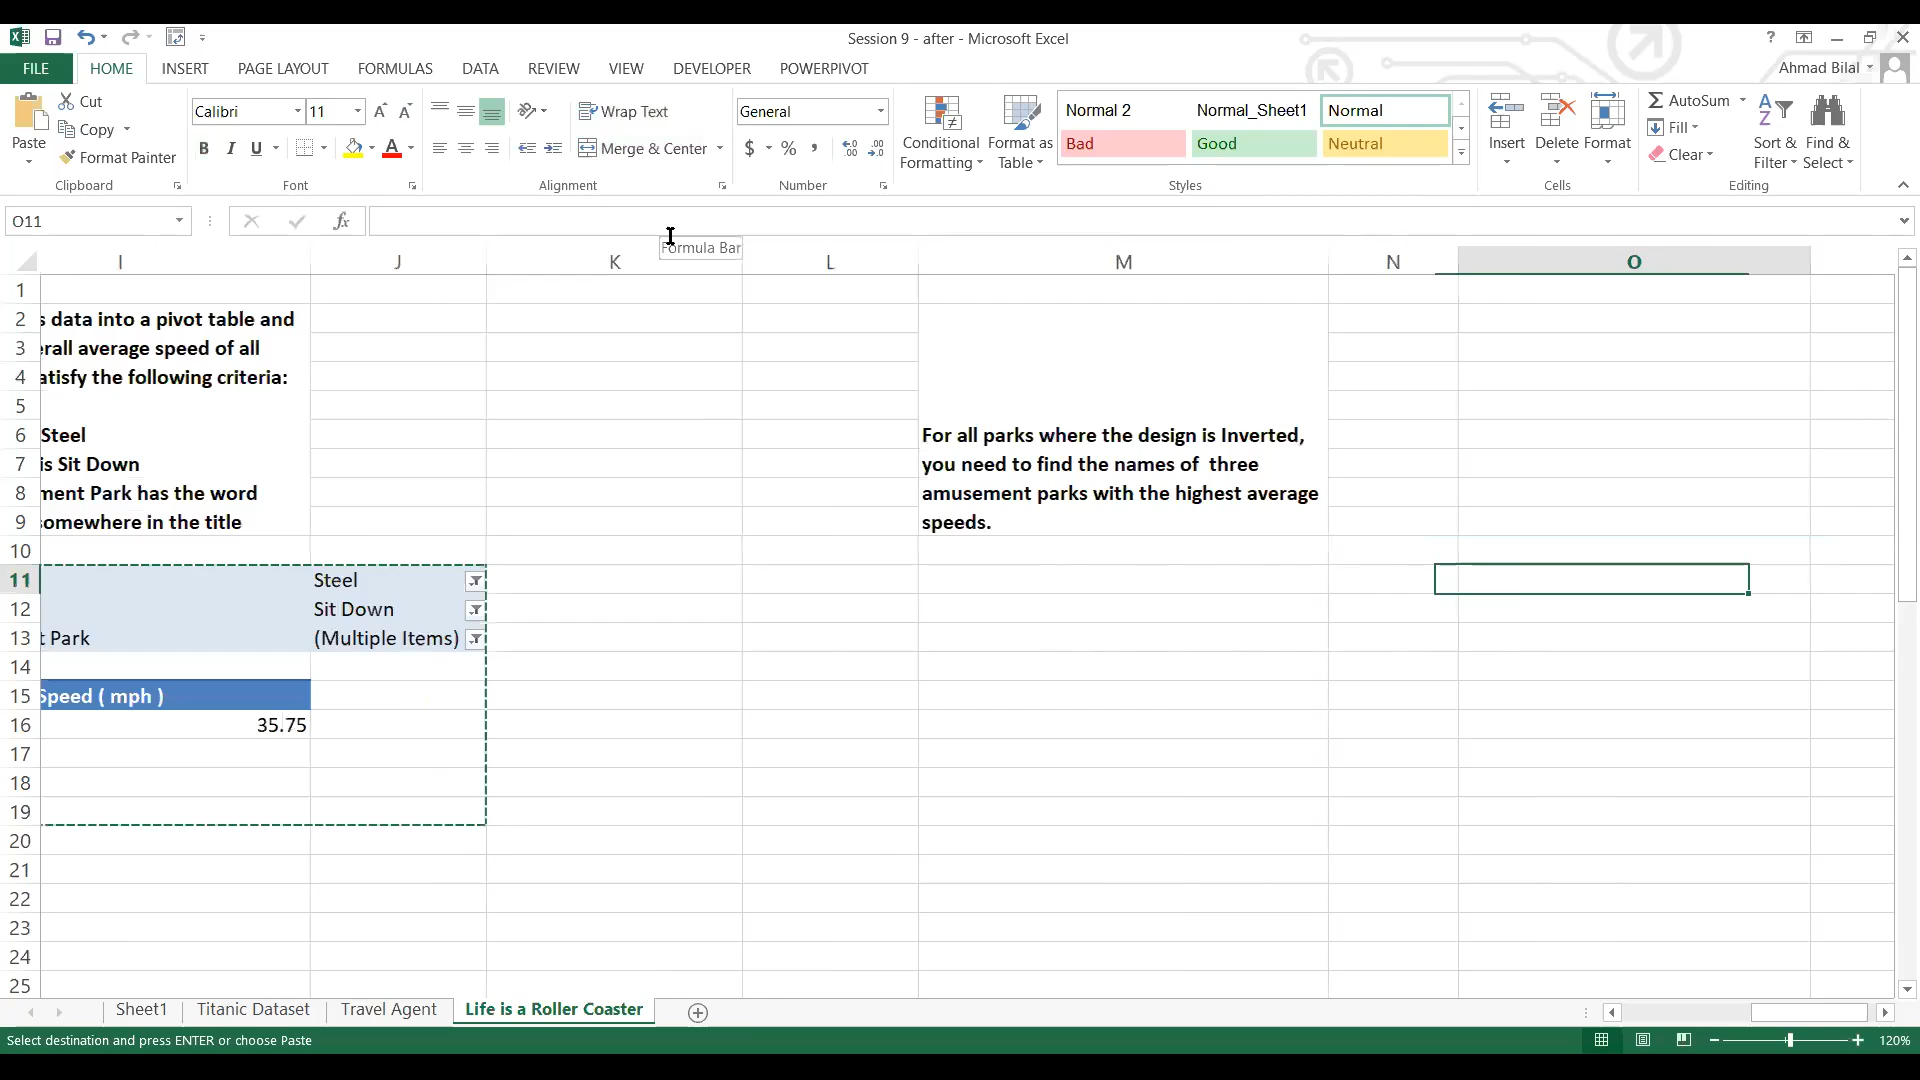 Session 9 - after - Microsoft Excel
?
FILE HOME INSERT PAGE LAYOUT FORMULAS DATA REVIEW VIEW DEVELOPER POWERPIVOT
Ahmad Bilal
Paste
Cut
Copy
Format Painter
Clipboard
Calibri 11
B I U
Font
Wrap Text
Merge & Center
Alignment
General
$ % ,
Number
Conditional Formatting
Format as Table
Normal 2 Normal_Sheet1 Normal
Bad Good Neutral
Styles
Insert Delete Format
Cells
AutoSum
Fill
Clear
Sort & Filter
Find & Select
Editing
O11
fx
Formula Bar
I J K L M N O
1
2 s data into a pivot table and
3 erall average speed of all
4 atisfy the following criteria:
5
6 Steel For all parks where the design is Inverted,
7 is Sit Down you need to find the names of three
8 ment Park has the word amusement parks with the highest average
9 somewhere in the title speeds.
10
11 Steel
12 Sit Down
13 t Park (Multiple Items)
14
15 Speed ( mph )
16 35.75
17
18
19
20
21
22
23
24
25
Sheet1 Titanic Dataset Travel Agent Life is a Roller Coaster
Select destination and press ENTER or choose Paste
120%